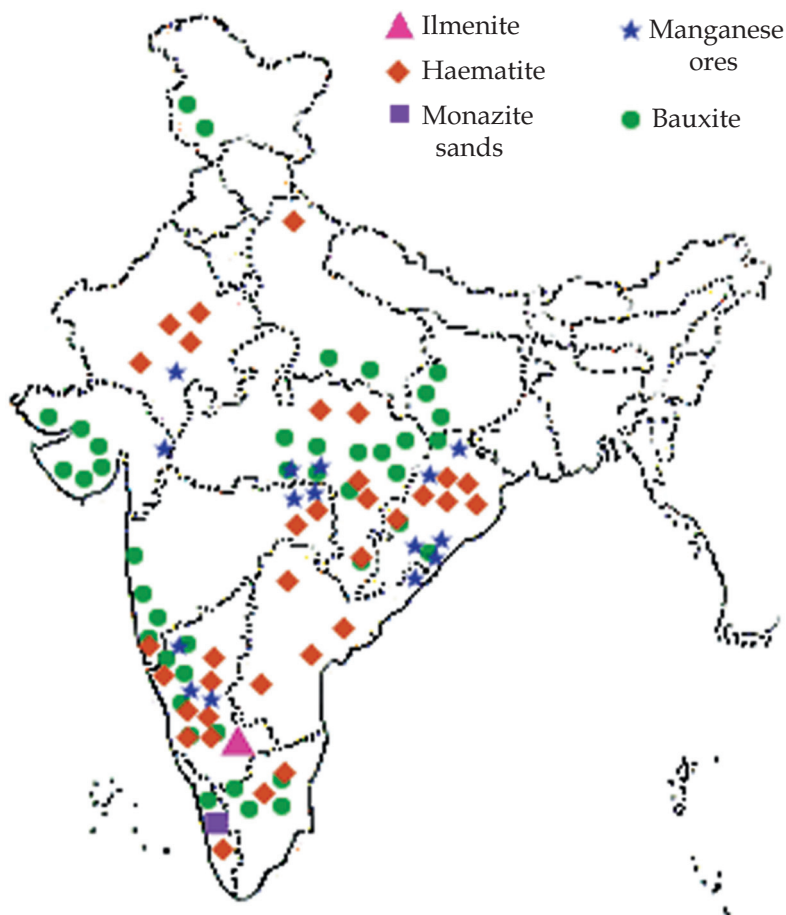 Ilmenite
Haematite
Monazite
sands
Manganese
ores
Bauxite